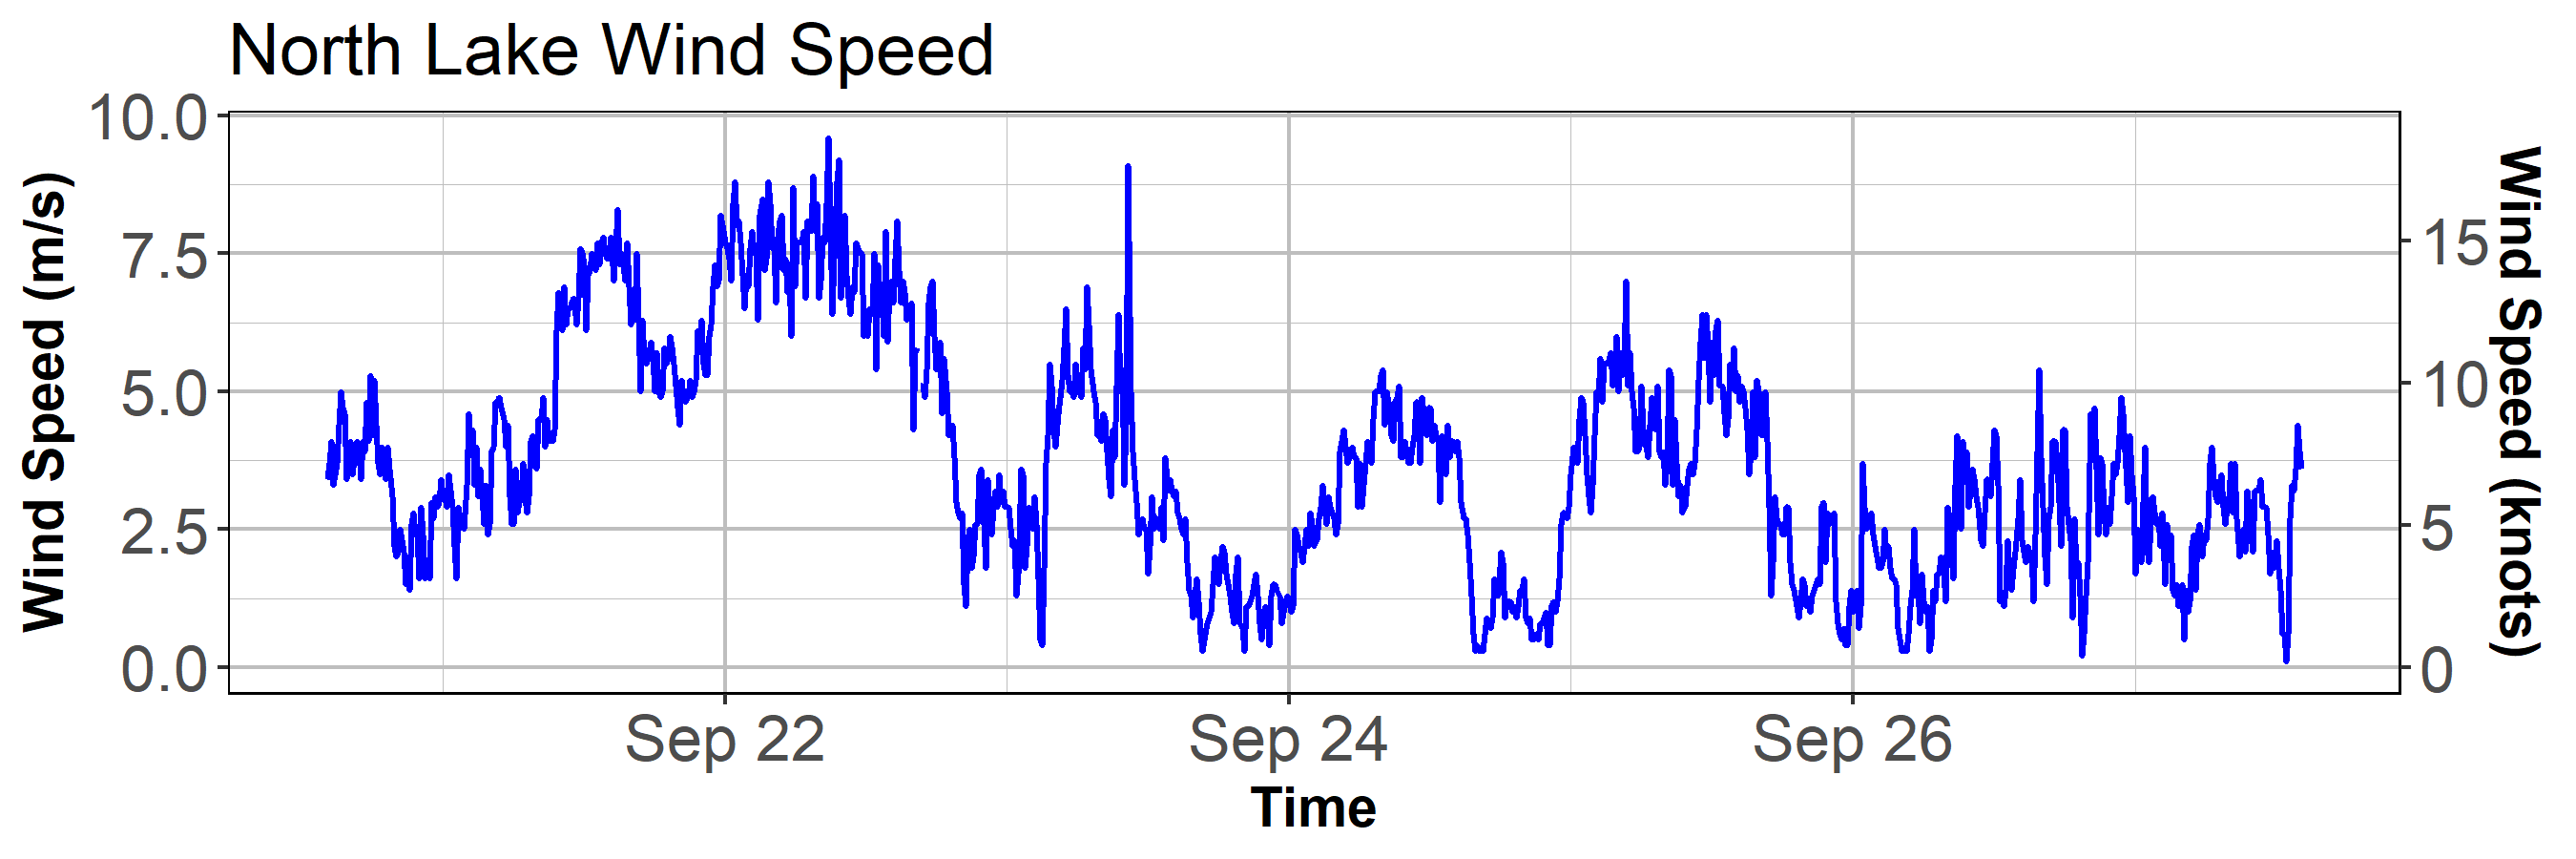 North Lake Wind Speed
Wind Speed (m/s)
10.0
7.5
5.0
2.5
0.0
Wind Speed (knots)
15
10
5
0
Sep 22
Sep 24
Sep 26
Time